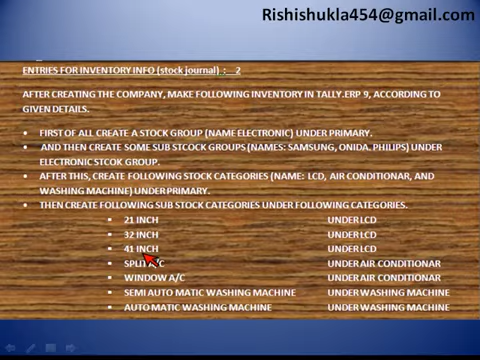 Rishishukla454@gmail.com
ENTRIES FOR INVENTORY INFO (stock journal) : 2
AFTER CREATING THE COMPANY, MAKE FOLLOWING INVENTORY IN TALLY.ERP 9, ACCORDING TO
GIVEN DETAILS.
• FIRST OF ALL CREATE A STOCK GROUP (NAME ELECTRONIC) UNDER PRIMARY.
• AND THEN CREATE SOME SUB STCOCK GROUPS (NAMES: SAMSUNG, ONIDA. PHILIPS) UNDER
ELECTRONIC STCOK GROUP.
• AFTER THIS, CREATE FOLLOWING STOCK CATEGORIES (NAME: LCD, AIR CONDITIONAR, AND
WASHING MACHINE) UNDER PRIMARY.
• THEN CREATE FOLLOWING SUB STOCK CATEGORIES UNDER FOLLOWING CATEGORIES.
▪ 21 INCH UNDER LCD
▪ 32 INCH UNDER LCD
▪ 41 INCH UNDER LCD
▪ SPLIT A/C UNDER AIR CONDITIONAR
▪ WINDOW A/C UNDER AIR CONDITIONAR
▪ SEMI AUTO MATIC WASHING MACHINE UNDER WASHING MACHINE
▪ AUTO MATIC WASHING MACHINE UNDER WASHING MACHINE